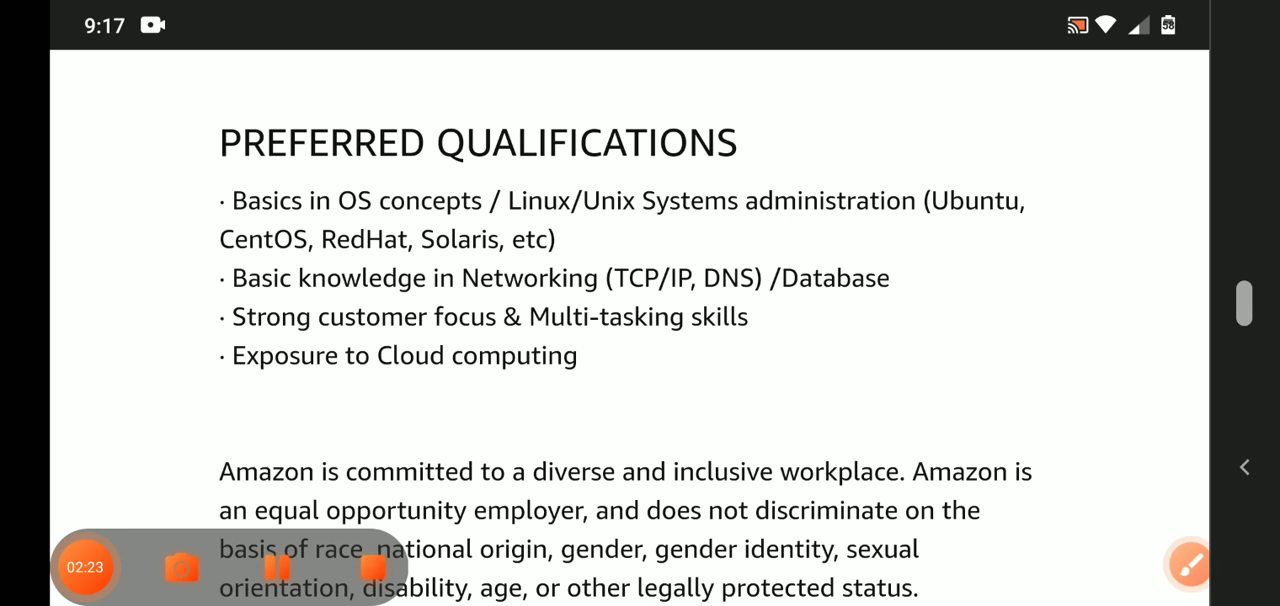 9:17
58
PREFERRED QUALIFICATIONS
· Basics in OS concepts / Linux/Unix Systems administration (Ubuntu,
CentOS, RedHat, Solaris, etc)
· Basic knowledge in Networking (TCP/IP, DNS) /Database
· Strong customer focus & Multi-tasking skills
· Exposure to Cloud computing
Amazon is committed to a diverse and inclusive workplace. Amazon is
an equal opportunity employer, and does not discriminate on the
basis of race, national origin, gender, gender identity, sexual
02:23
orientation, disability, age, or other legally protected status.